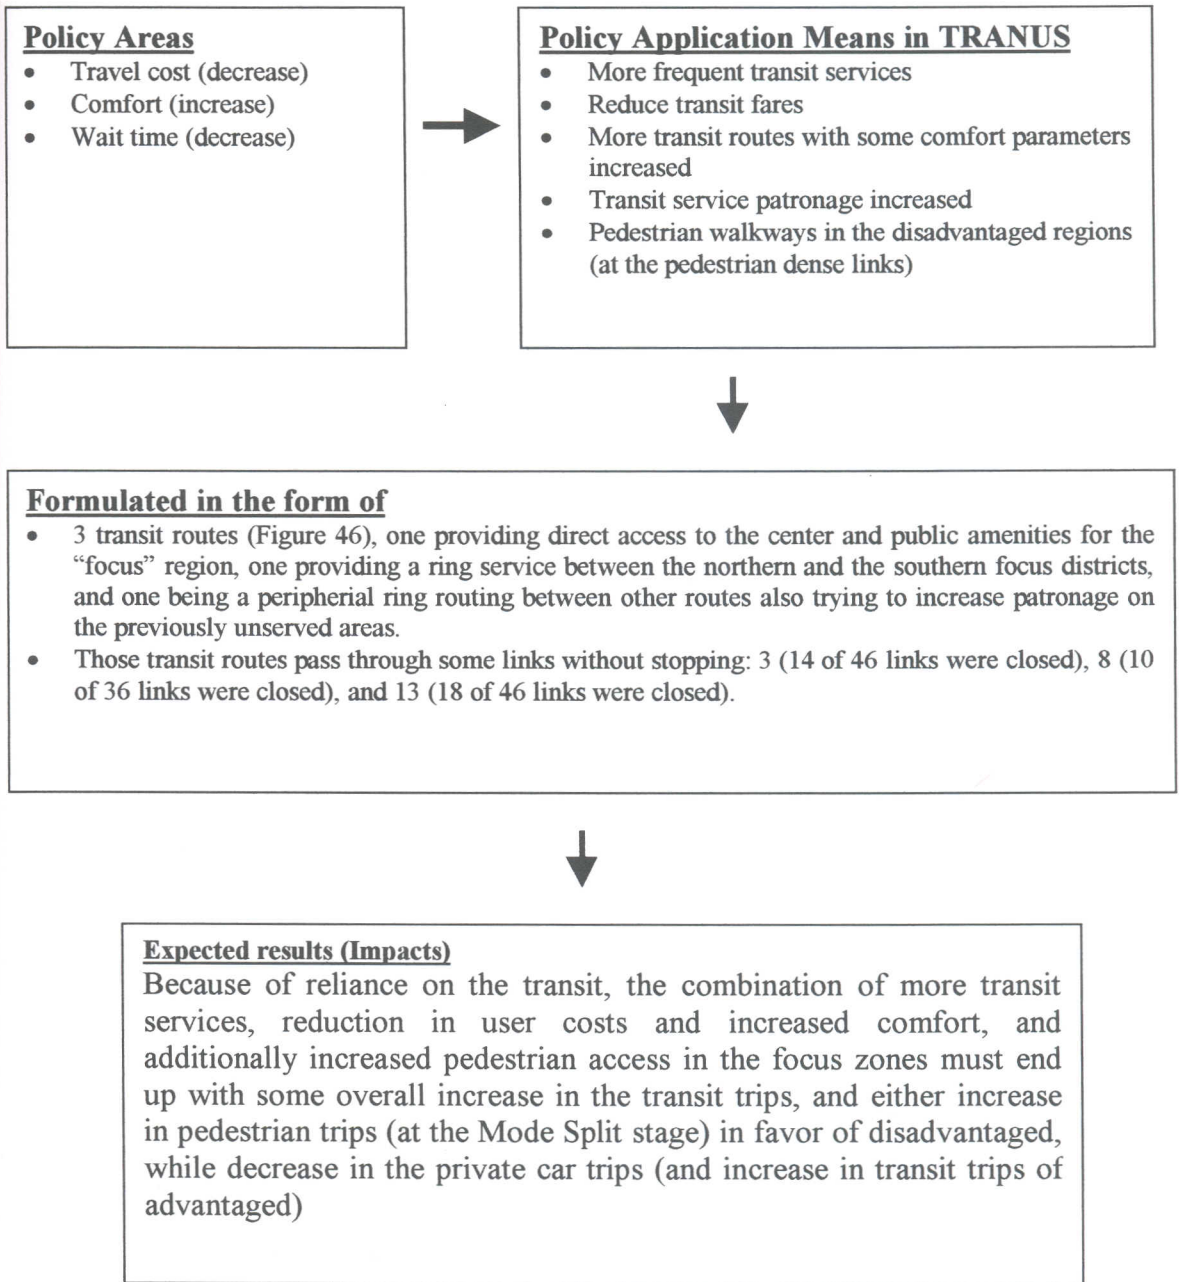 Policy Areas
• Travel cost (decrease)
• Comfort (increase)
• Wait time (decrease)
Policy Application Means in TRANUS
• More frequent transit services
• Reduce transit fares
• More transit routes with some comfort parameters
increased
• Transit service patronage increased
• Pedestrian walkways in the disadvantaged regions
(at the pedestrian dense links)
Formulated in the form of
• 3 transit routes (Figure 46), one providing direct access to the center and public amenities for the
“focus” region, one providing a ring service between the northern and the southern focus districts,
and one being a peripherial ring routing between other routes also trying to increase patronage on
the previously unserved areas.
• Those transit routes pass through some links without stopping: 3 (14 of 46 links were closed), 8 (10
of 36 links were closed), and 13 (18 of 46 links were closed).
Expected results (Impacts)
Because of reliance on the transit, the combination of more transit
services, reduction in user costs and increased comfort, and
additionally increased pedestrian access in the focus zones must end
up with some overall increase in the transit trips, and either increase
in pedestrian trips (at the Mode Split stage) in favor of disadvantaged,
while decrease in the private car trips (and increase in transit trips of
advantaged)